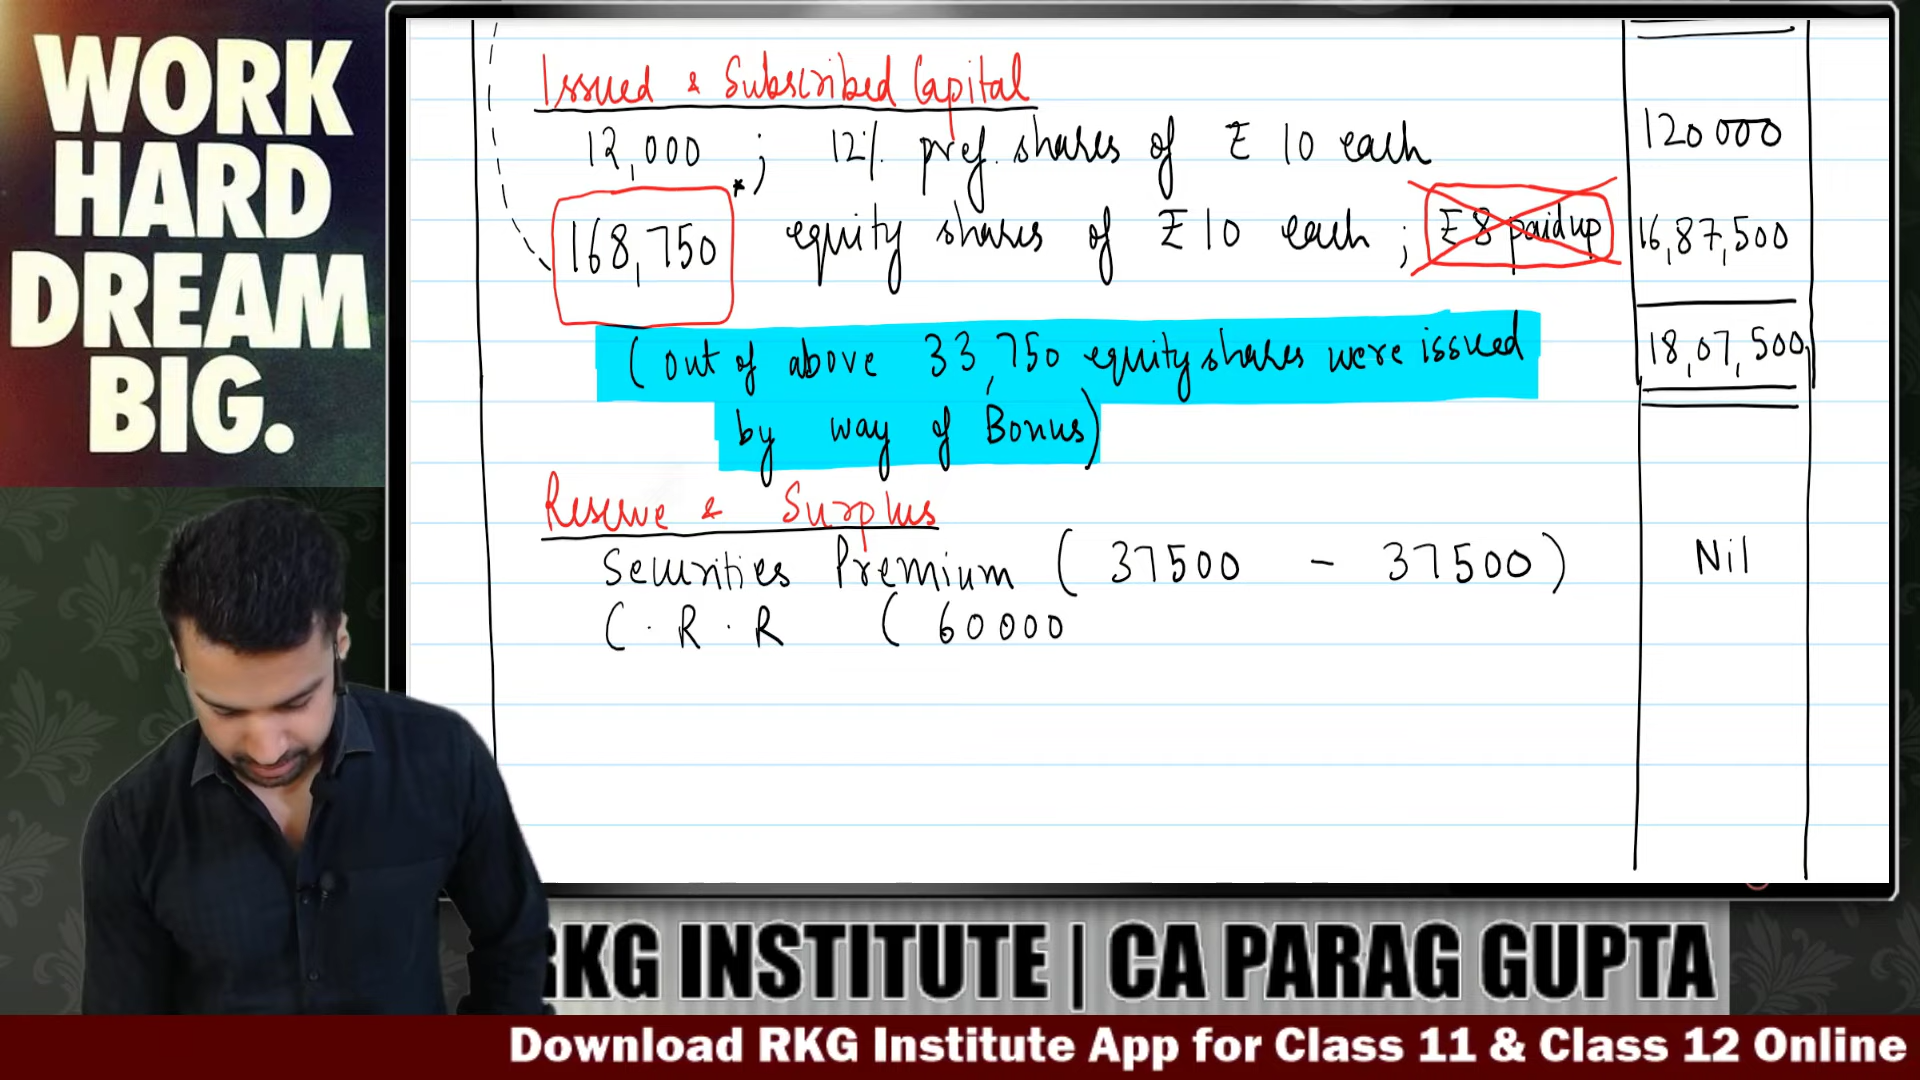 WORK
HARD
DREAM
BIG.
Issued & Subscribed Capital
12,000 ; 12% pref. shares of ₹ 10 each 120000
168,750 * equity shares of ₹ 10 each ; ₹ 8 paid up 16,87,500
(out of above 33,750 equity shares were issued 18,07,500
by way of Bonus)
Reserve & Surplus
Securities Premium ( 37500 - 37500 ) Nil
C.R.R ( 60000
RKG INSTITUTE | CA PARAG GUPTA
Download RKG Institute App for Class 11 & Class 12 Online